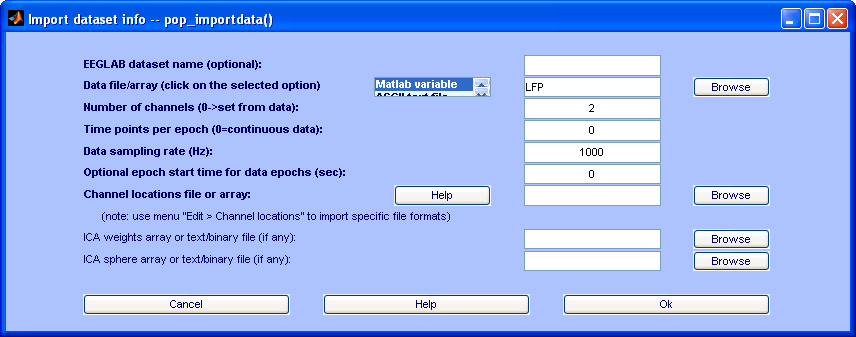 Import dataset info -- pop_importdata()
EEGLAB dataset name (optional):
Data file/array (click on the selected option) Matlab variable LFP Browse
ASCII text file
Number of channels (0->set from data): 2
Time points per epoch (0=continuous data): 0
Data sampling rate (Hz): 1000
Optional epoch start time for data epochs (sec): 0
Channel locations file or array: Help Browse
(note: use menu "Edit > Channel locations" to import specific file formats)
ICA weights array or text/binary file (if any): Browse
ICA sphere array or text/binary file (if any): Browse
Cancel Help Ok